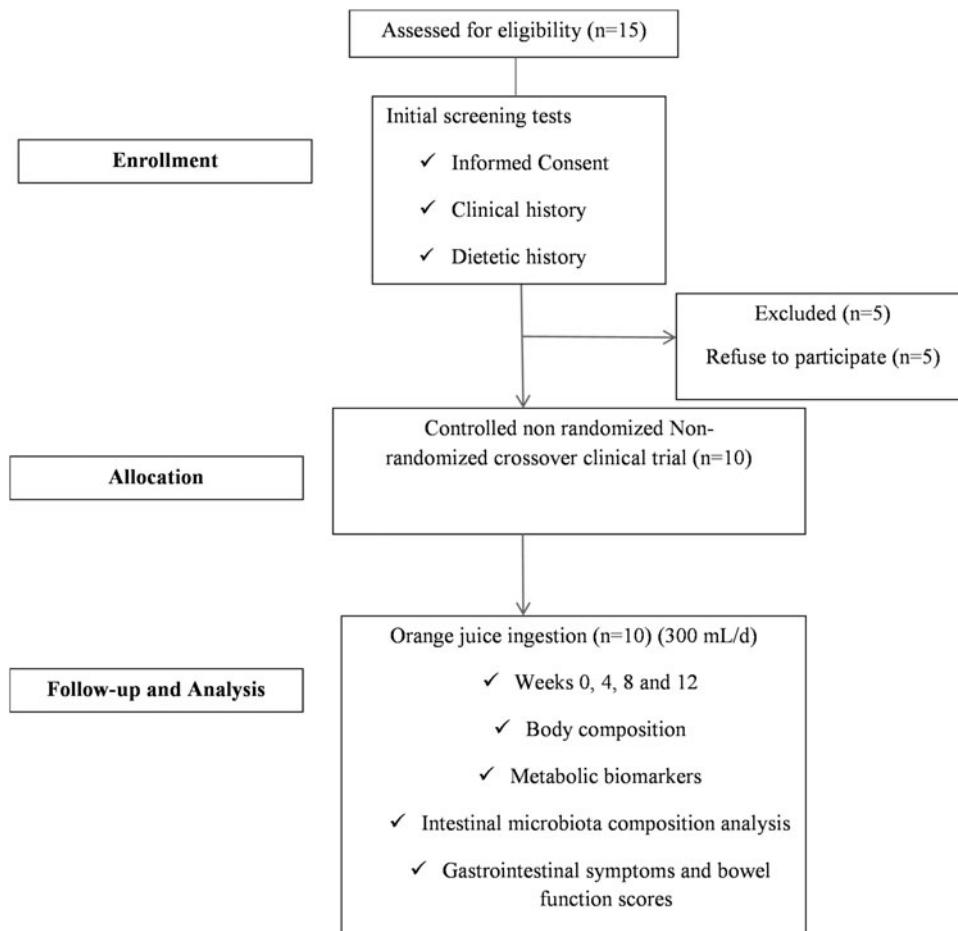 Assessed for eligibility (n=15)
Enrollment
Initial screening tests
✓ Informed Consent
✓ Clinical history
✓ Dietetic history
Excluded (n=5)
Refuse to participate (n=5)
Allocation
Controlled non randomized Non-
randomized crossover clinical trial (n=10)
Follow-up and Analysis
Orange juice ingestion (n=10) (300 mL/d)
✓ Weeks 0, 4, 8 and 12
✓ Body composition
✓ Metabolic biomarkers
✓ Intestinal microbiota composition analysis
✓ Gastrointestinal symptoms and bowel
function scores